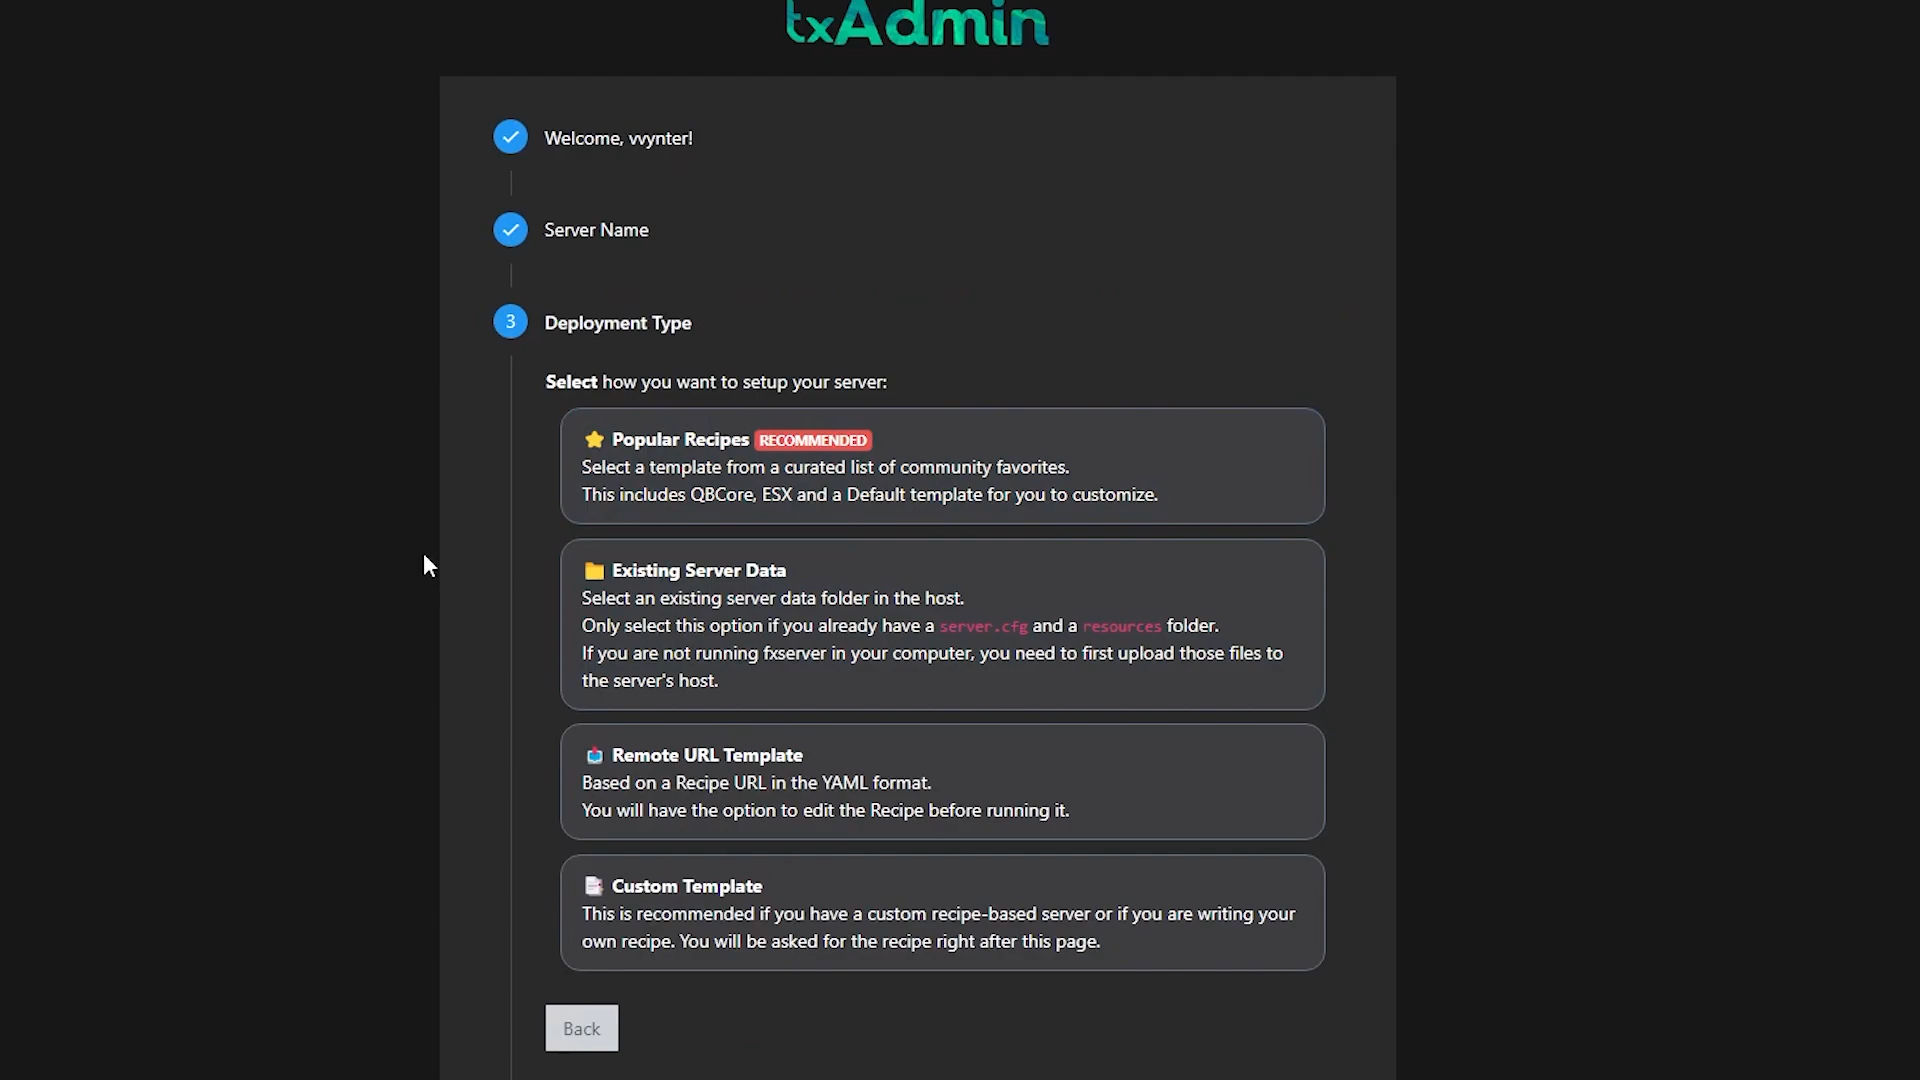 txAdmin
Welcome, vvynter!
Server Name
3 Deployment Type
Select how you want to setup your server:
Popular Recipes RECOMMENDED
Select a template from a curated list of community favorites.
This includes QBCore, ESX and a Default template for you to customize.
Existing Server Data
Select an existing server data folder in the host.
Only select this option if you already have a server.cfg and a resources folder.
If you are not running fxserver in your computer, you need to first upload those files to
the server's host.
Remote URL Template
Based on a Recipe URL in the YAML format.
You will have the option to edit the Recipe before running it.
Custom Template
This is recommended if you have a custom recipe-based server or if you are writing your
own recipe. You will be asked for the recipe right after this page.
Back